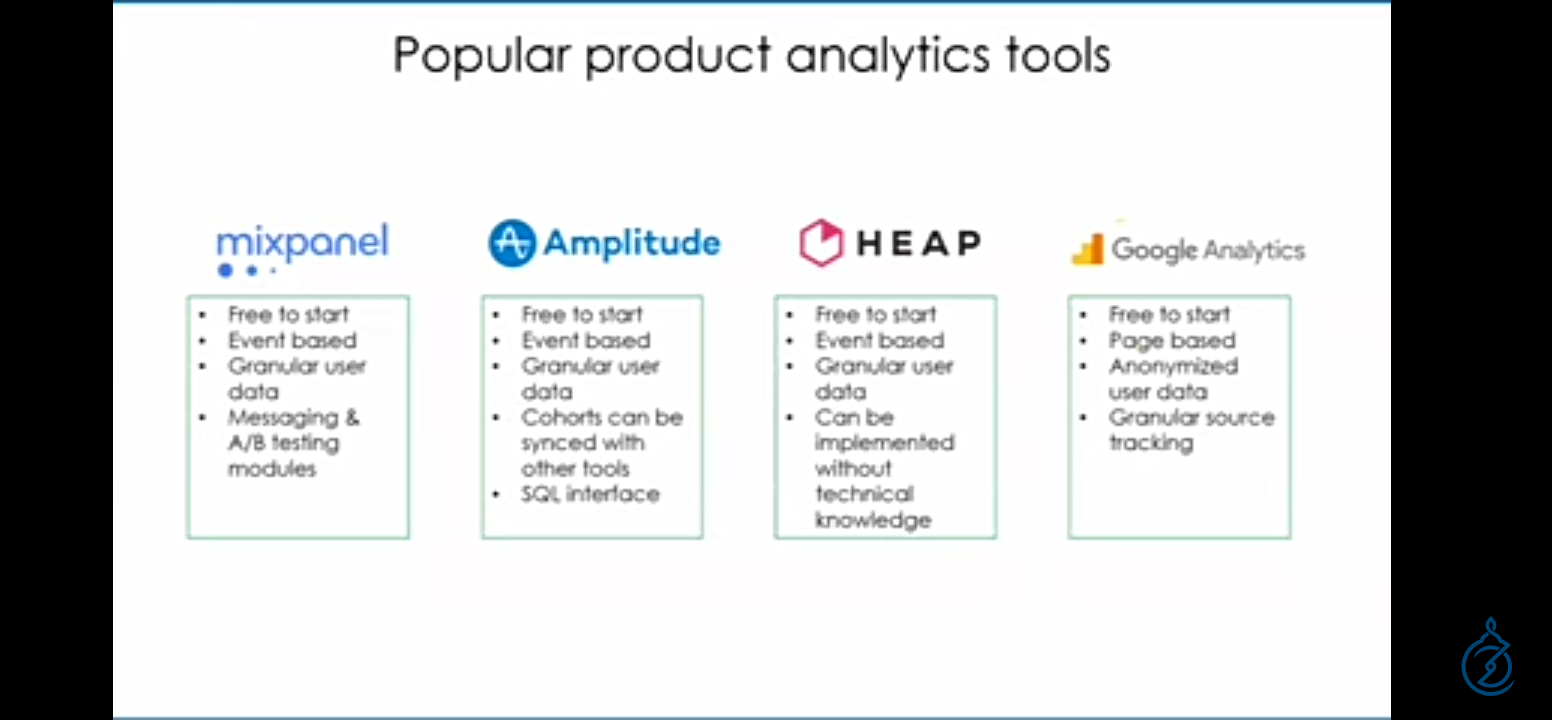 Popular product analytics tools
mixpanel
• Free to start
• Event based
• Granular user
data
• Messaging &
A/B testing
modules
Amplitude
• Free to start
• Event based
• Granular user
data
• Cohorts can be
synced with
other tools
• SQL interface
HEAP
• Free to start
• Event based
• Granular user
data
• Can be
implemented
without
technical
knowledge
Google Analytics
• Free to start
• Page based
• Anonymized
user data
• Granular source
tracking